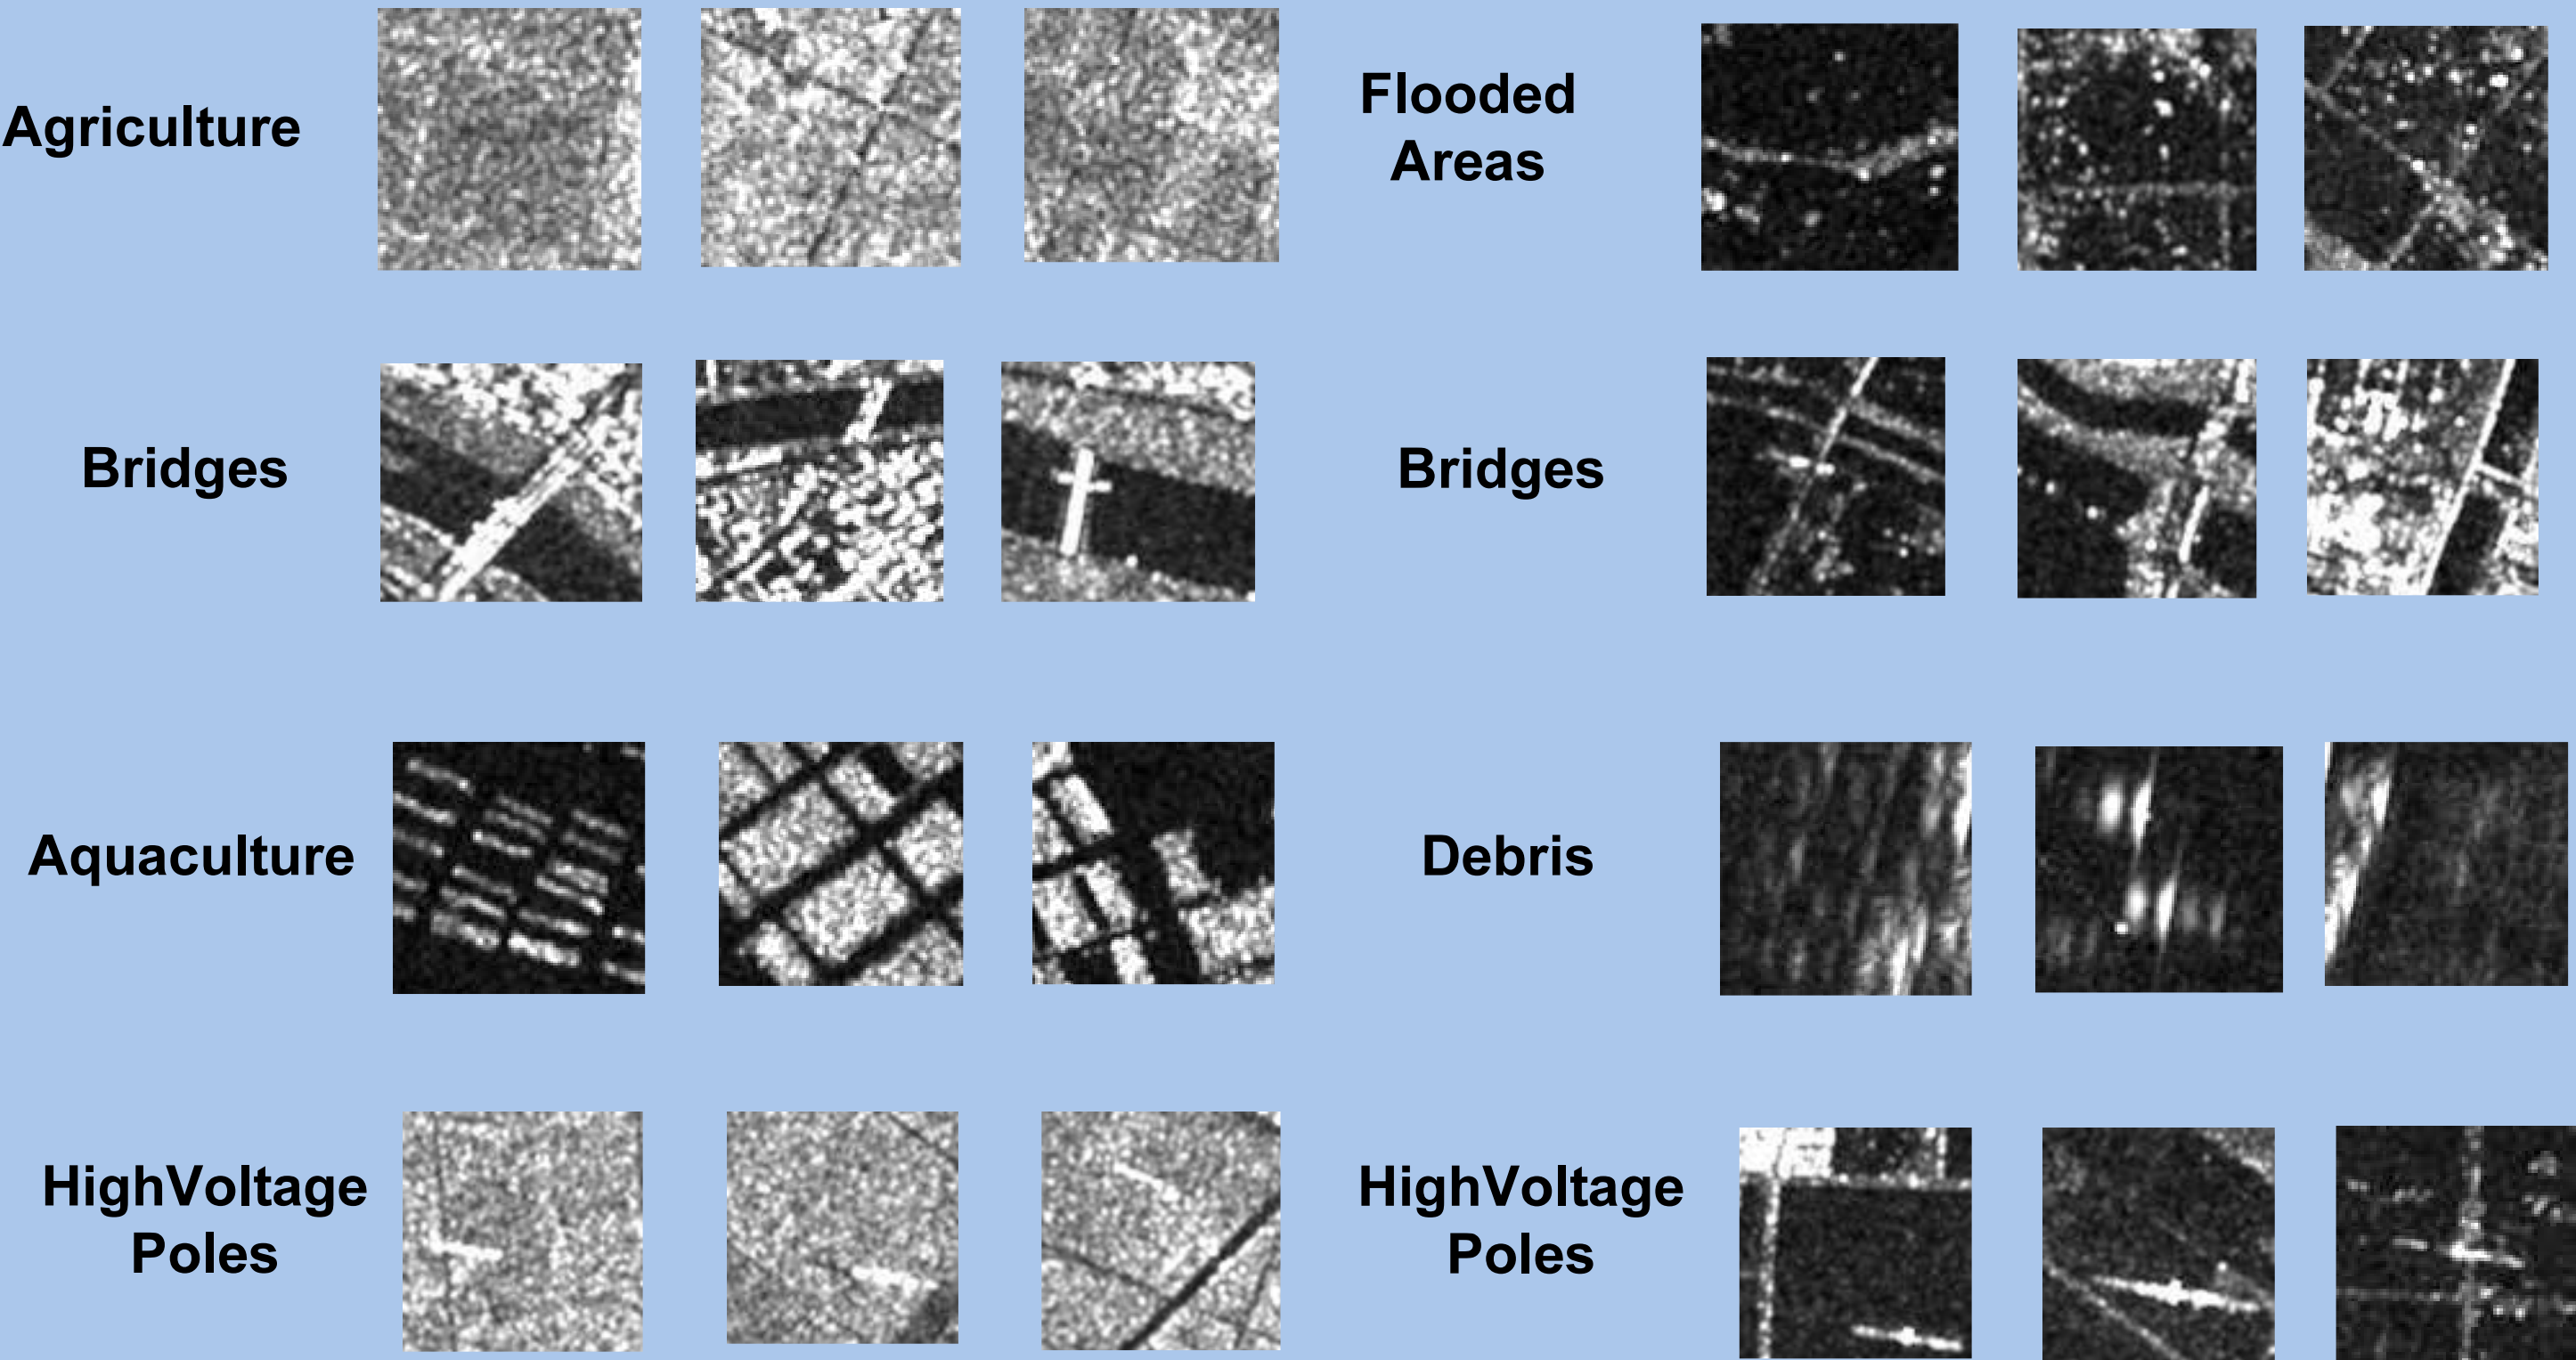 Agriculture
Flooded
Areas
Bridges
Bridges
Aquaculture
Debris
HighVoltage
Poles
HighVoltage
Poles